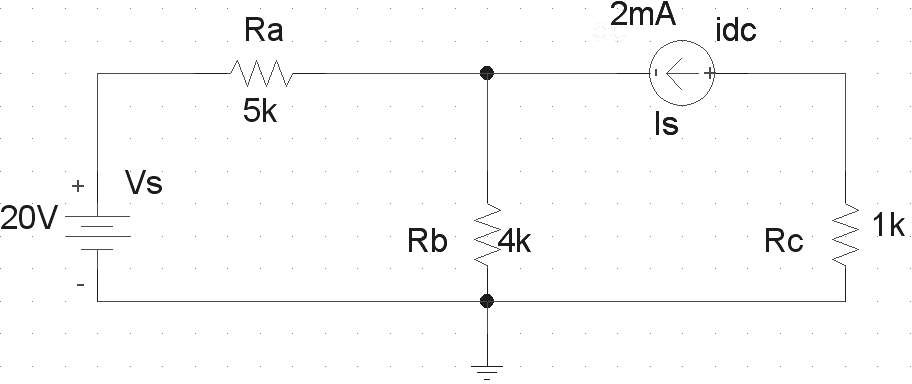 2mA
Ra
idc
5k
Is
+
Vs
20V
Rb
4k
Rc
1k
-